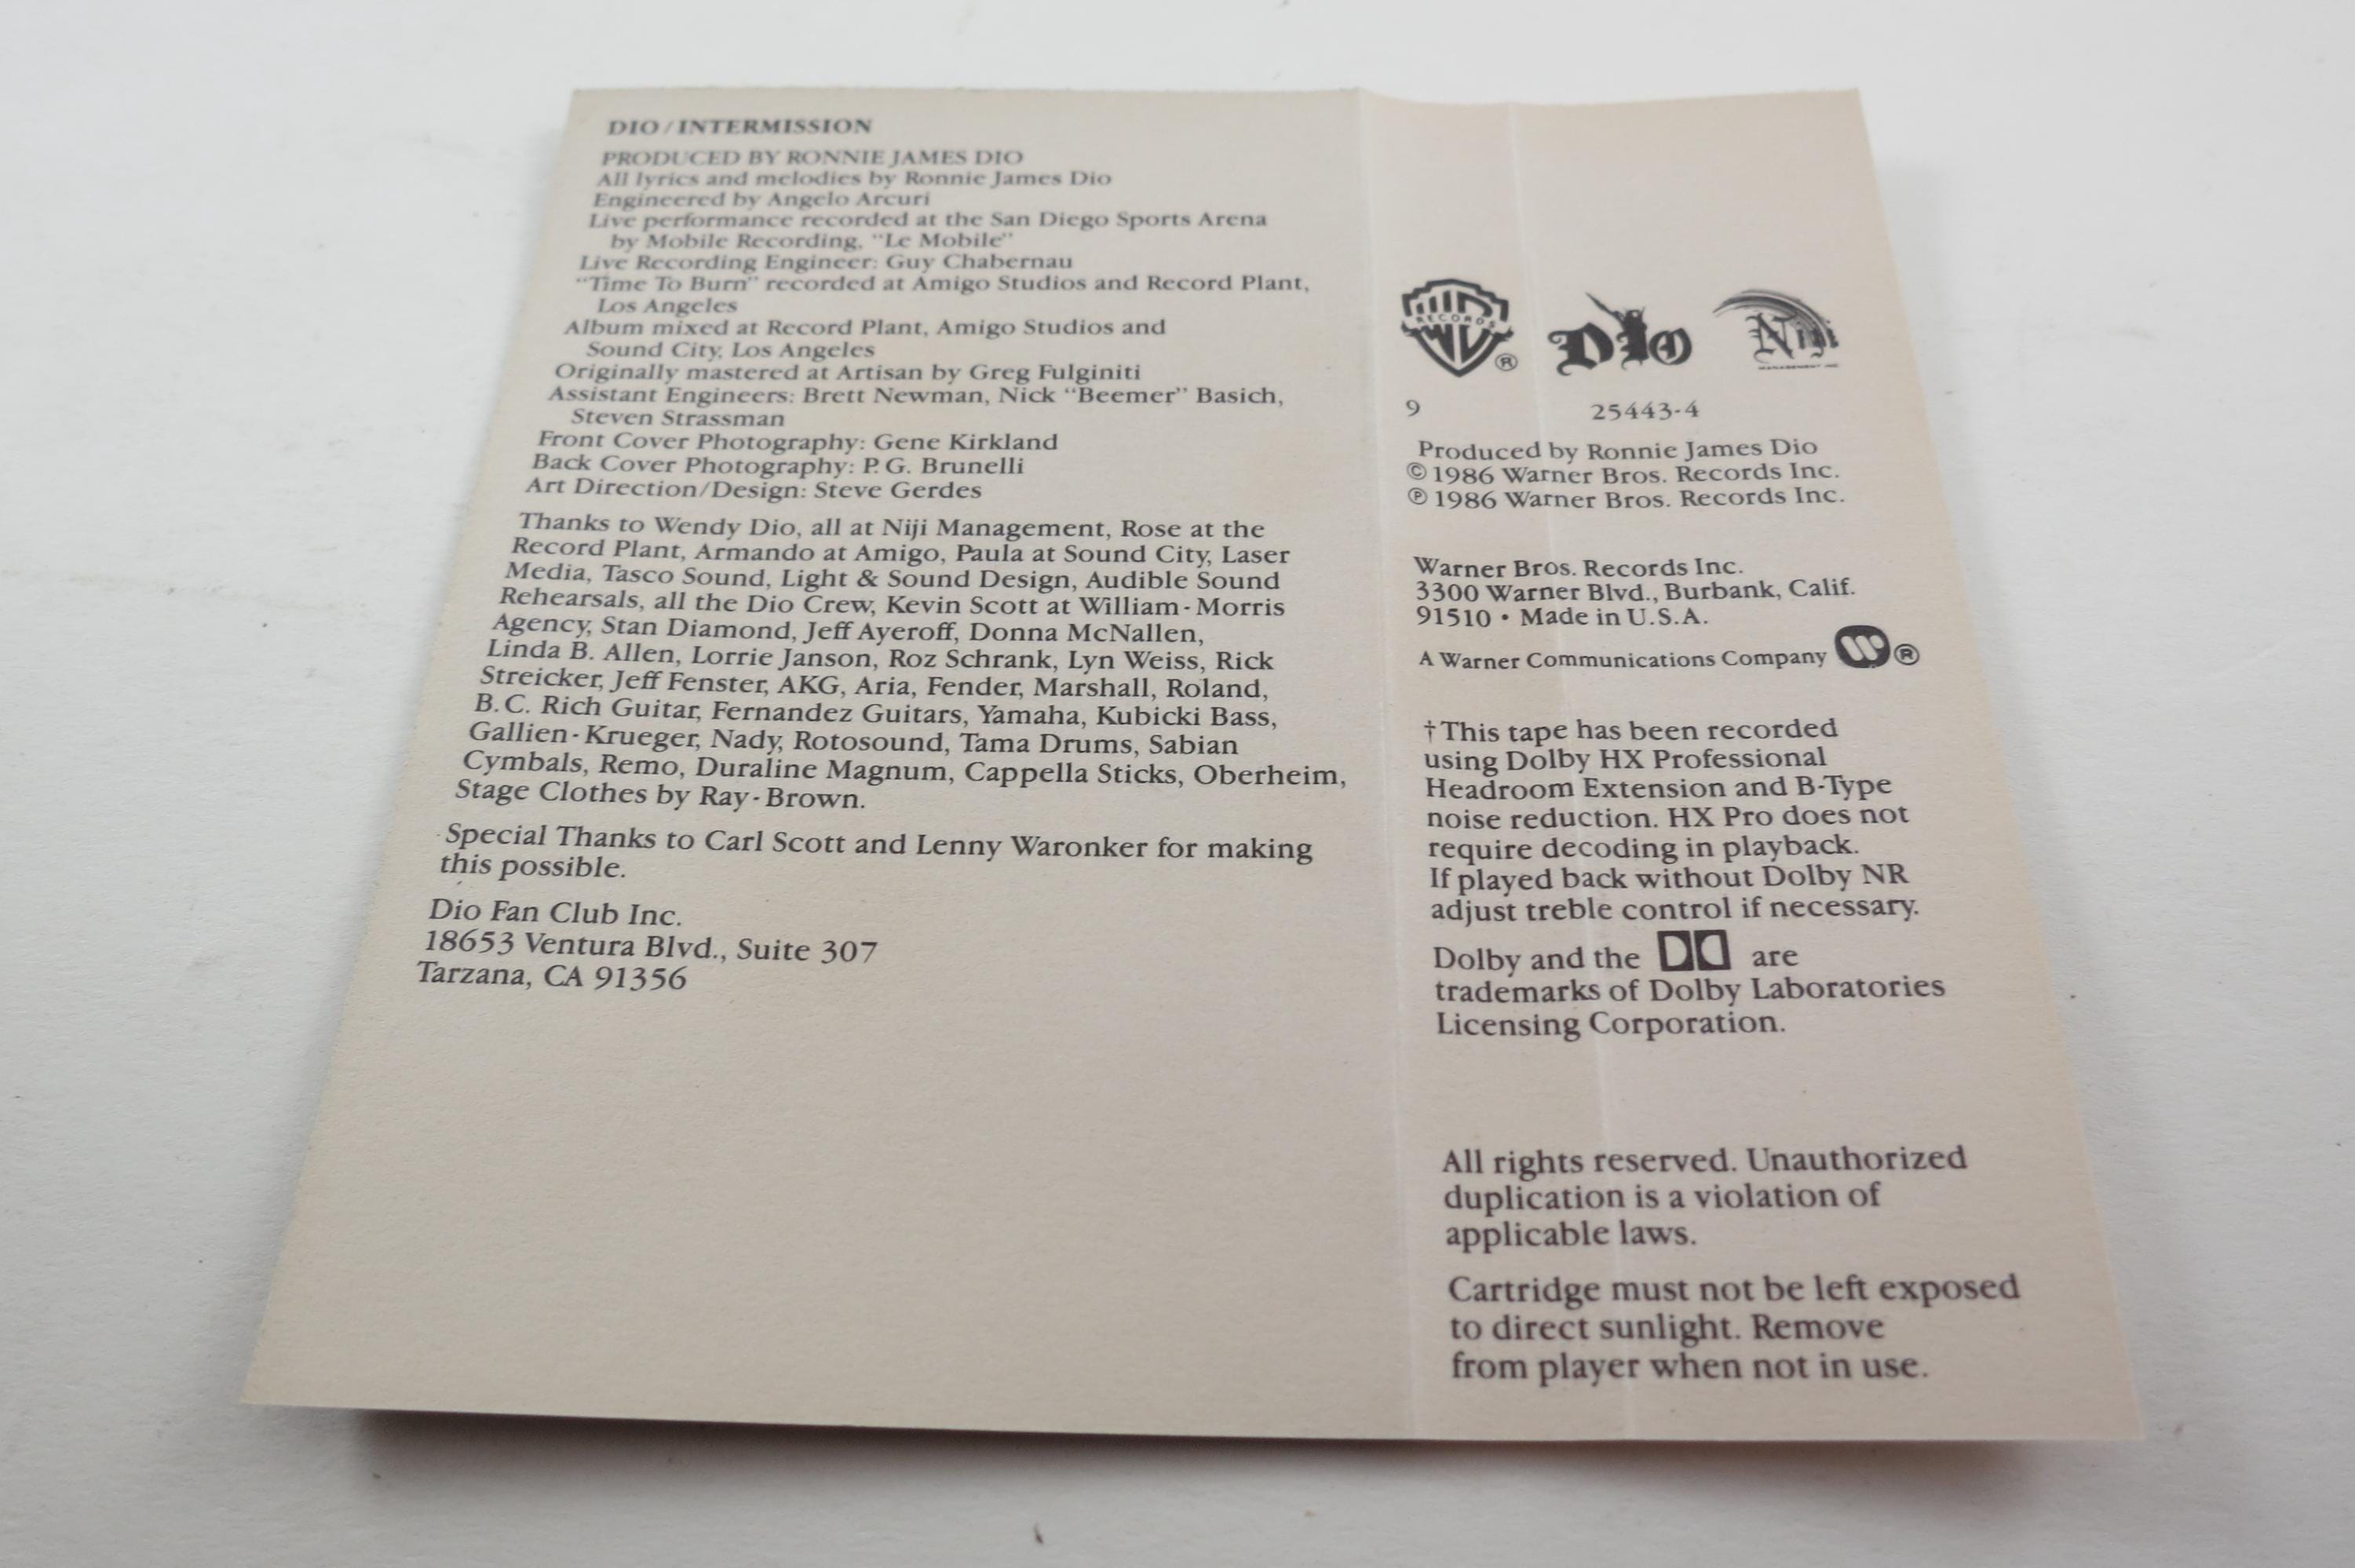 DIO / INTERMISSION
PRODUCED BY RONNIE JAMES DIO
All lyrics and melodies by Ronnie James Dio
Engineered by Angelo Arcuri
Live performance recorded at the San Diego Sports Arena
by Mobile Recording, "Le Mobile"
Live Recording Engineer: Guy Chabernau
"Time To Burn" recorded at Amigo Studios and Record Plant,
Los Angeles
Album mixed at Record Plant, Amigo Studios and
Sound City, Los Angeles
Originally mastered at Artisan by Greg Fulginiti
Assistant Engineers: Brett Newman, Nick "Beemer" Basich,
Steven Strassman
Front Cover Photography: Gene Kirkland
Back Cover Photography: P.G. Brunelli
Art Direction/Design: Steve Gerdes
Thanks to Wendy Dio, all at Niji Management, Rose at the
Record Plant, Armando at Amigo, Paula at Sound City, Laser
Media, Tasco Sound, Light & Sound Design, Audible Sound
Rehearsals, all the Dio Crew, Kevin Scott at William-Morris
Agency, Stan Diamond, Jeff Ayeroff, Donna McNallen,
Linda B. Allen, Lorrie Janson, Roz Schrank, Lyn Weiss, Rick
Streicker, Jeff Fenster, AKG, Aria, Fender, Marshall, Roland,
B.C. Rich Guitar, Fernandez Guitars, Yamaha, Kubicki Bass,
Gallien-Krueger, Nady, Rotosound, Tama Drums, Sabian
Cymbals, Remo, Duraline Magnum, Cappella Sticks, Oberheim,
Stage Clothes by Ray-Brown.
Special Thanks to Carl Scott and Lenny Waronker for making
this possible.
Dio Fan Club Inc.
18653 Ventura Blvd., Suite 307
Tarzana, CA 91356
WB RECORDS ® DIO Niji MANAGEMENT INC
9 25443-4
Produced by Ronnie James Dio
© 1986 Warner Bros. Records Inc.
℗ 1986 Warner Bros. Records Inc.
Warner Bros. Records Inc.
3300 Warner Blvd., Burbank, Calif.
91510 • Made in U.S.A.
A Warner Communications Company ®
†This tape has been recorded
using Dolby HX Professional
Headroom Extension and B-Type
noise reduction. HX Pro does not
require decoding in playback.
If played back without Dolby NR
adjust treble control if necessary.
Dolby and the are
trademarks of Dolby Laboratories
Licensing Corporation.
All rights reserved. Unauthorized
duplication is a violation of
applicable laws.
Cartridge must not be left exposed
to direct sunlight. Remove
from player when not in use.